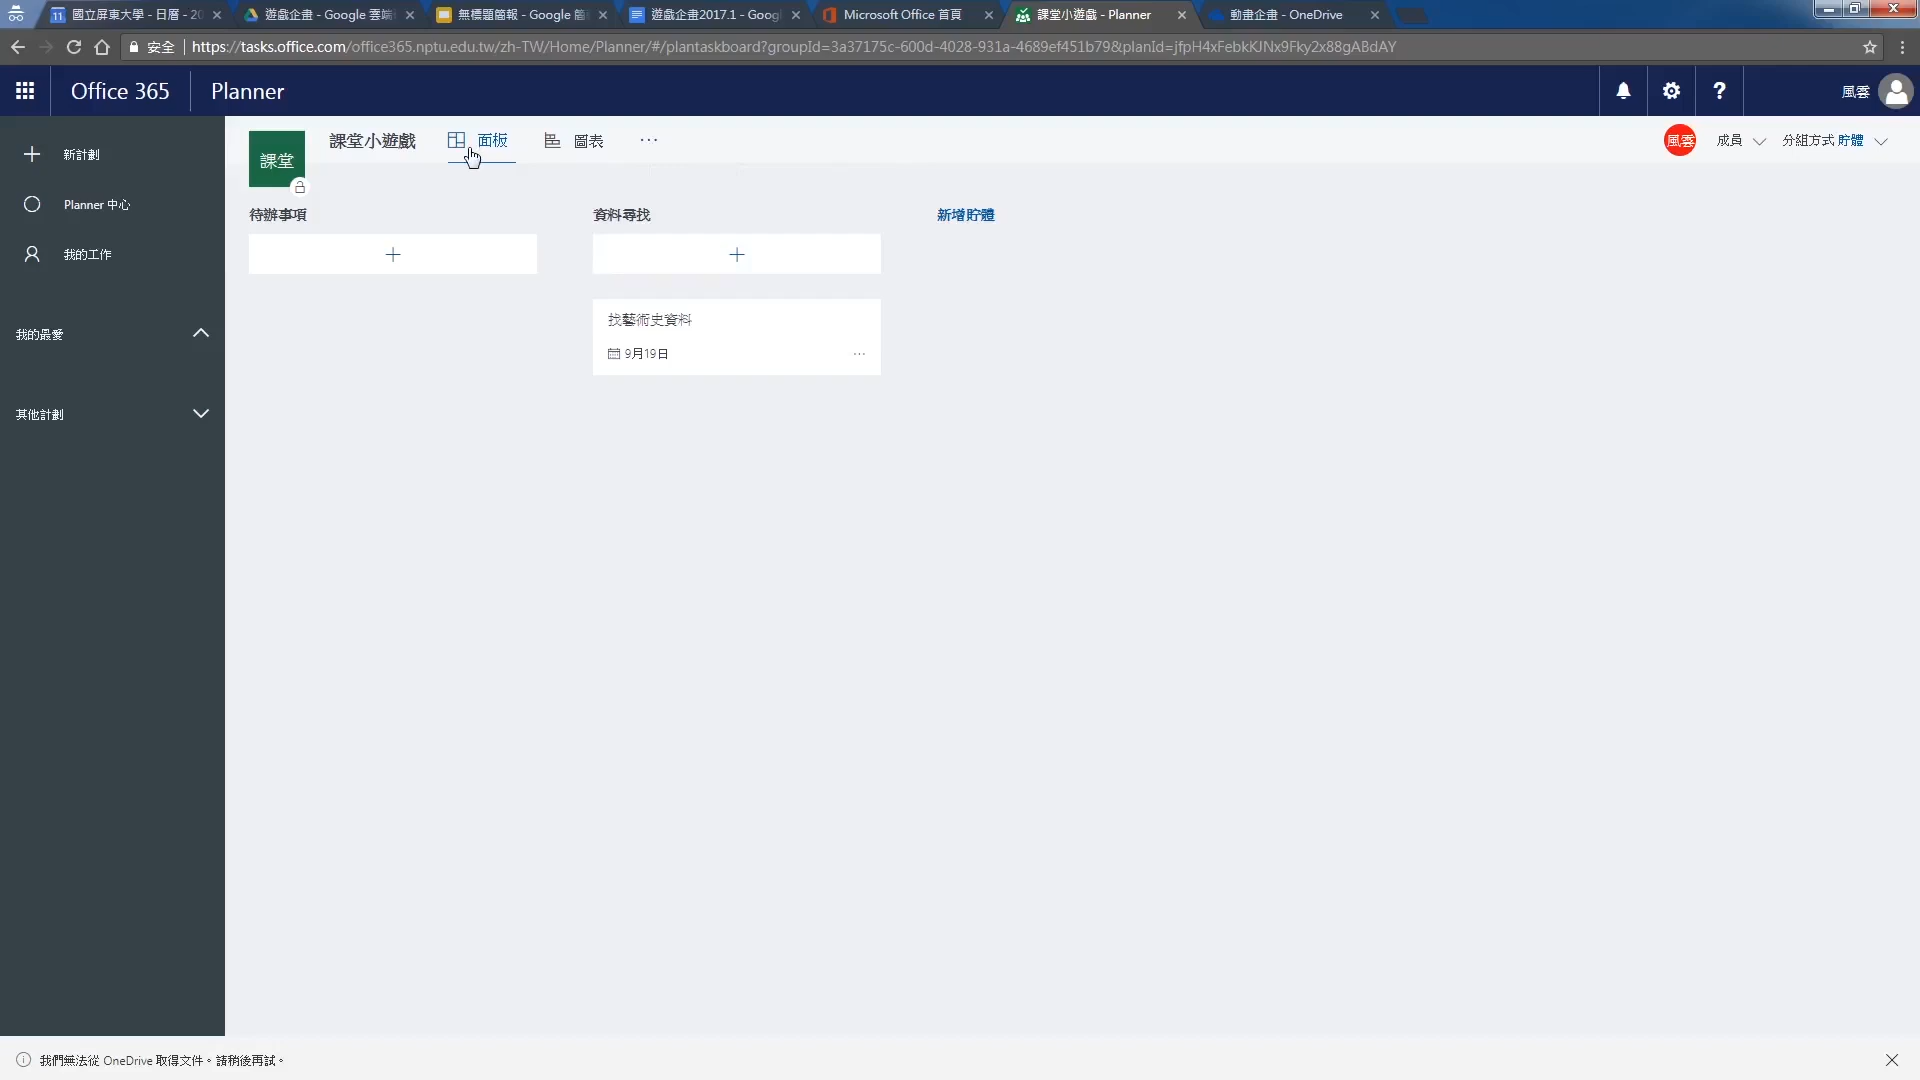 國立屏東大學 - 日曆 - 20
遊戲企畫 - Google 雲端
無標題簡報 - Google 簡
遊戲企畫2017.1 - Googl
Microsoft Office 首頁
課堂小遊戲 - Planner
動畫企畫 - OneDrive
安全 https://tasks.office.com/office365.nptu.edu.tw/zh-TW/Home/Planner/#/plantaskboard?groupId=3a37175c-600d-4028-931a-4689ef451b79&planId=jfpH4xFebkKJNx9Fky2x88gABdAY
Office 365
Planner
風雲
新計劃
Planner 中心
我的工作
我的最愛
其他計劃
課堂
課堂小遊戲
面板
圖表
風雲
成員
分組方式 貯體
待辦事項
資料尋找
新增貯體
找藝術史資料
9月19日
我們無法從 OneDrive 取得文件。請稍後再試。